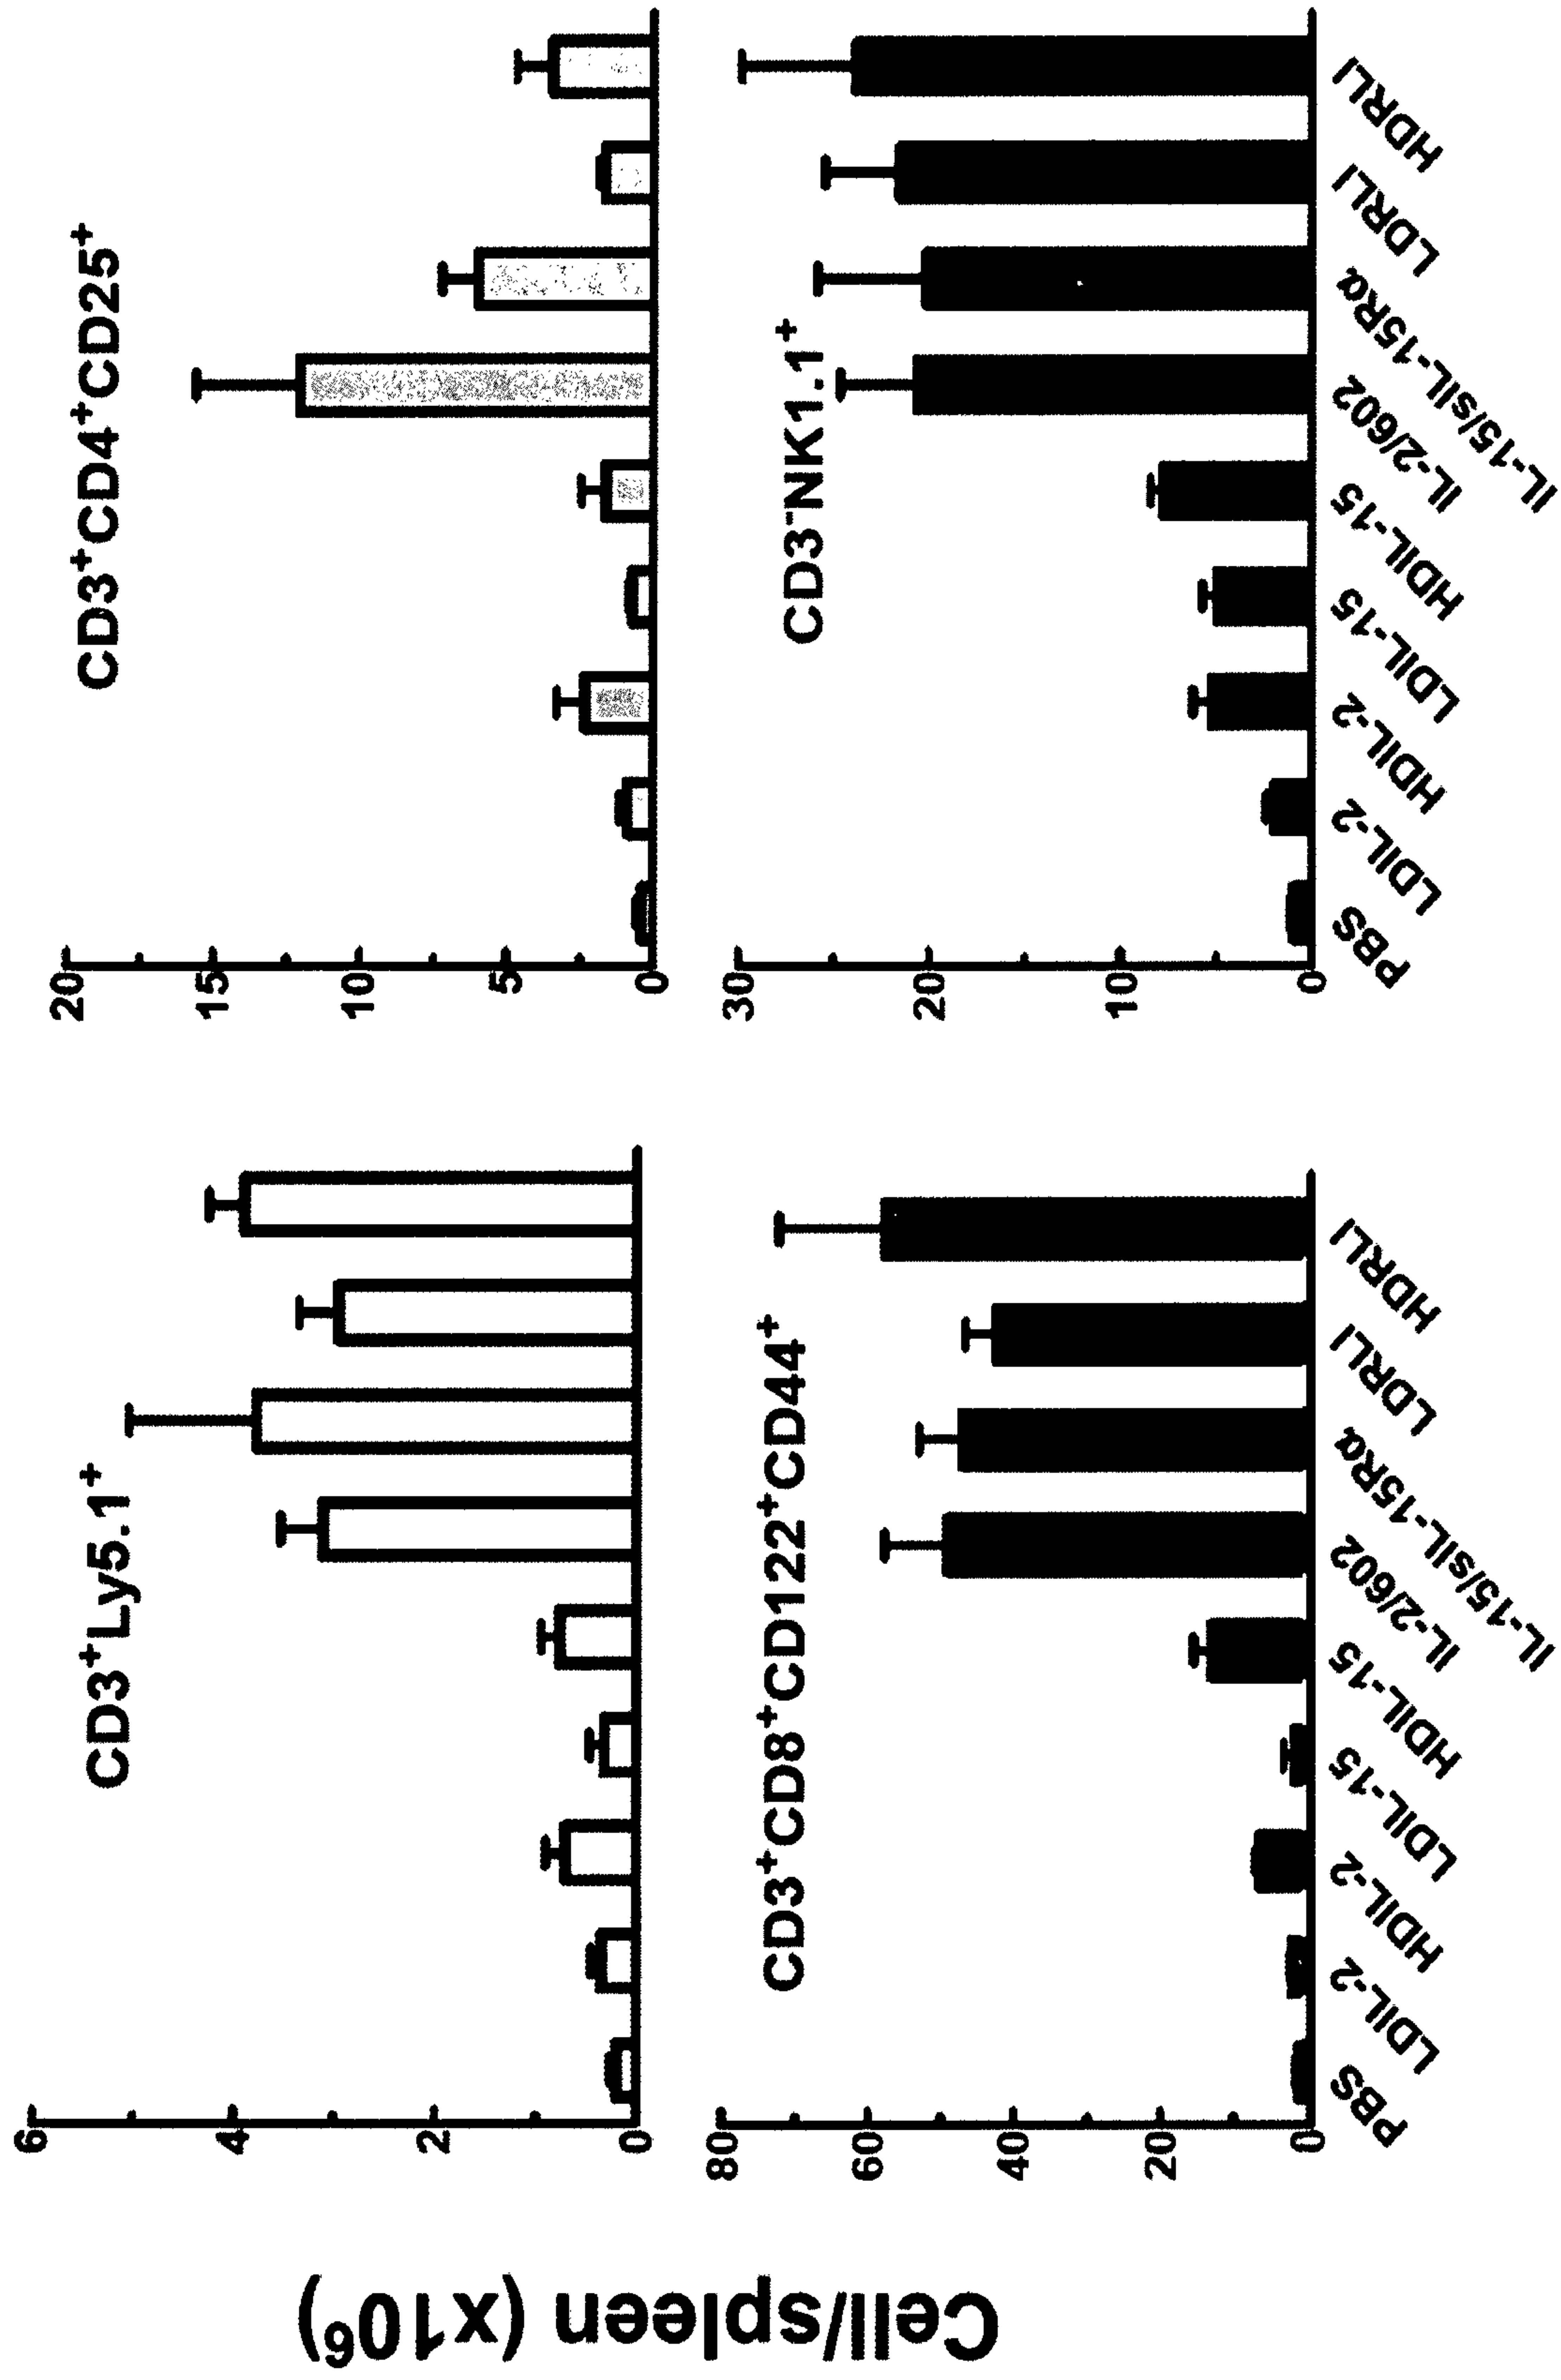 Cell/spleen (x10⁶)
CD3⁺Ly5.1⁺
6
4
2
0
CD3⁺CD4⁺CD25⁺
20
15
10
5
0
CD3⁺CD8⁺CD122⁺CD44⁺
80
60
40
20
0
PBS
LDIL-2
HDIL-2
LDIL-15
HDIL-15
IL-2/602
IL-15/sIL-15Rα
LDRLI
HDRLI
CD3⁻NK1.1⁺
30
20
10
0
PBS
LDIL-2
HDIL-2
LDIL-15
HDIL-15
IL-2/602
IL-15/sIL-15Rα
LDRLI
HDRLI